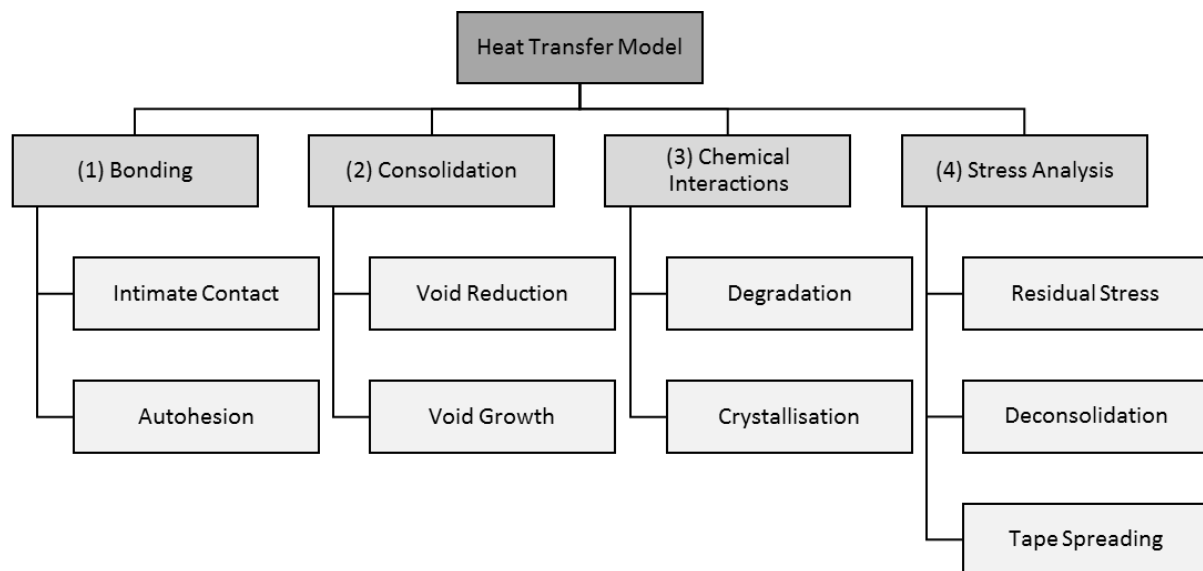 Heat Transfer Model
(1) Bonding
(2) Consolidation
(3) Chemical
Interactions
(4) Stress Analysis
Intimate Contact
Void Reduction
Degradation
Residual Stress
Autohesion
Void Growth
Crystallisation
Deconsolidation
Tape Spreading